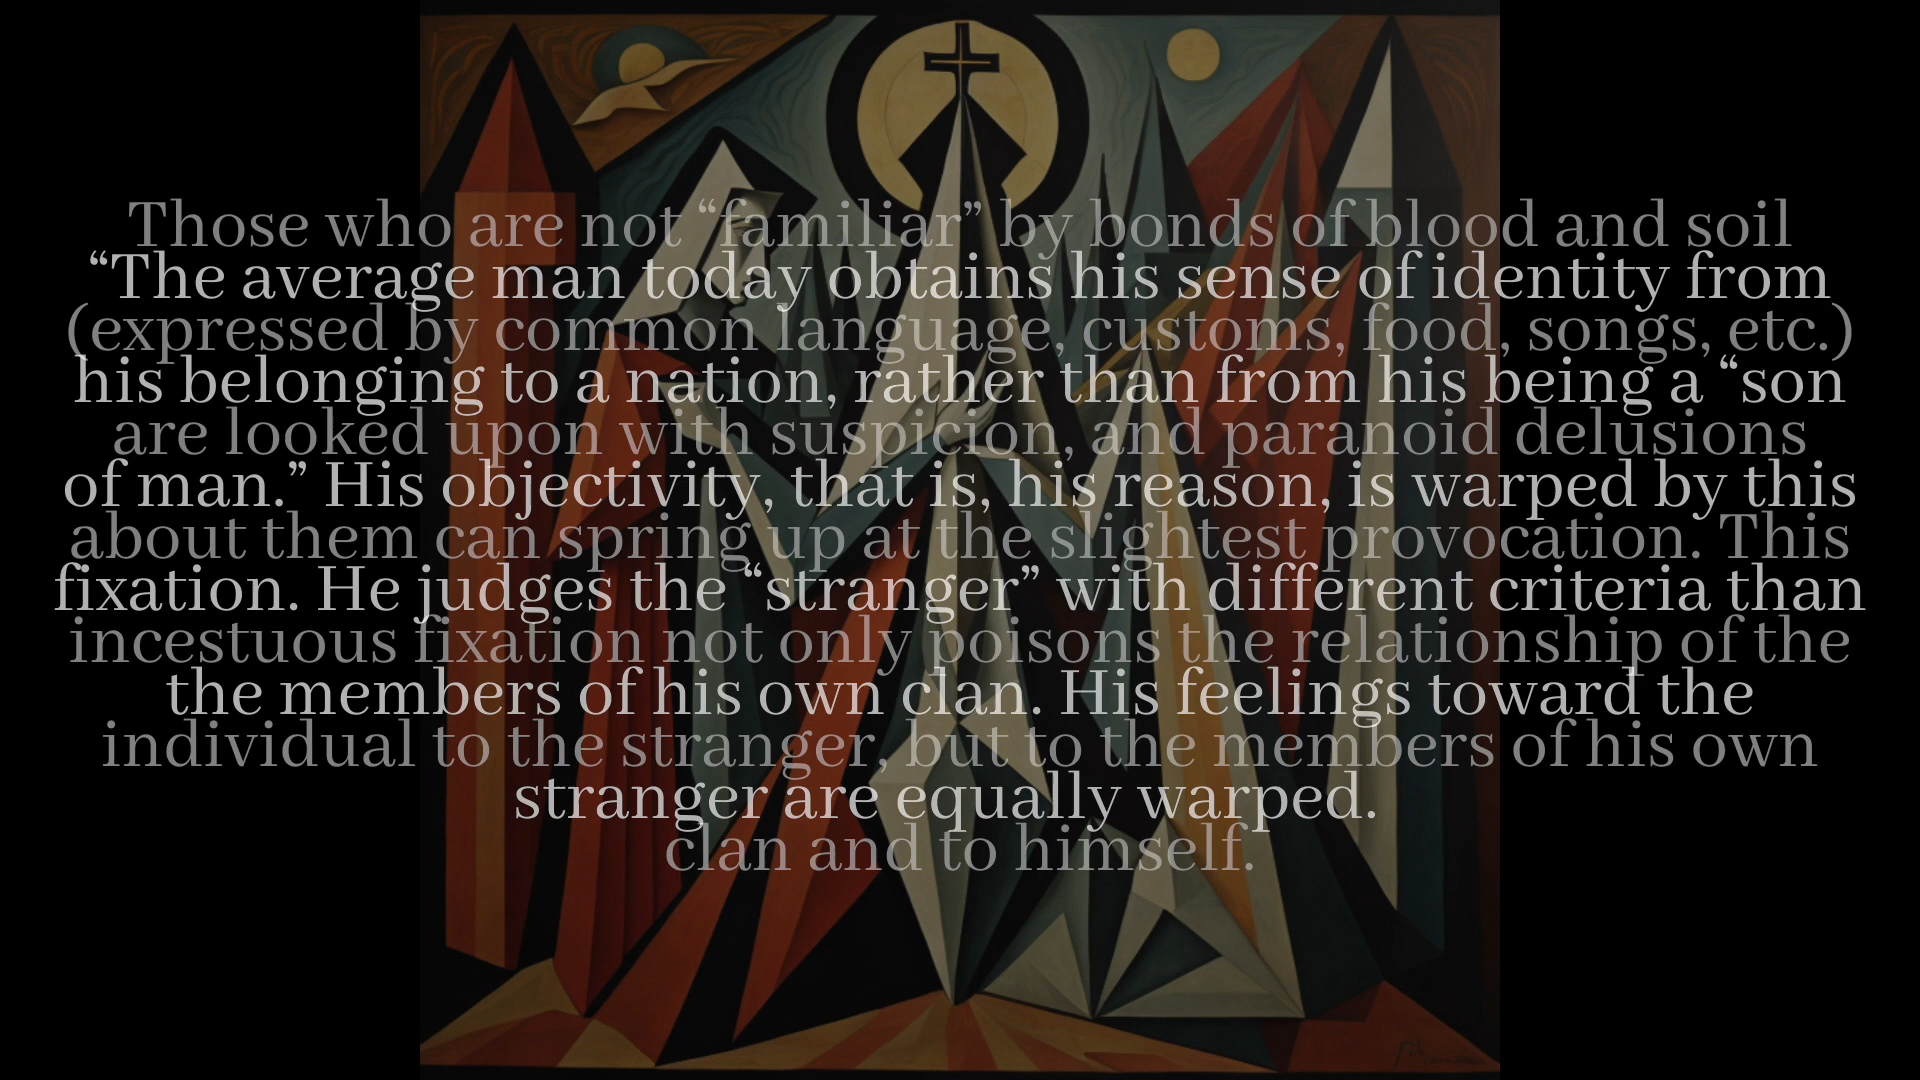 “The average man today obtains his sense of identity from
his belonging to a nation, rather than from his being a “son
of man.” His objectivity, that is, his reason, is warped by this
fixation. He judges the “stranger” with different criteria than
the members of his own clan. His feelings toward the
stranger are equally warped.
Those who are not “familiar” by bonds of blood and soil
(expressed by common language, customs, food, songs, etc.)
are looked upon with suspicion, and paranoid delusions
about them can spring up at the slightest provocation. This
incestuous fixation not only poisons the relationship of the
individual to the stranger, but to the members of his own
clan and to himself.